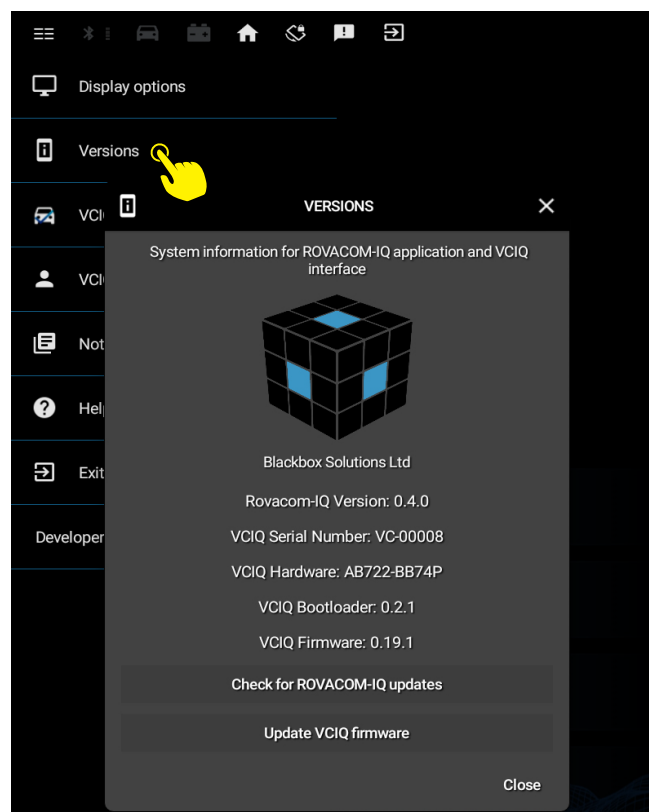 Display options
Versions
VERSIONS
System information for ROVACOM-IQ application and VCIQ
interface
Blackbox Solutions Ltd
Rovacom-IQ Version: 0.4.0
VCIQ Serial Number: VC-00008
VCIQ Hardware: AB722-BB74P
VCIQ Bootloader: 0.2.1
VCIQ Firmware: 0.19.1
Check for ROVACOM-IQ updates
Update VCIQ firmware
Close
VCI
VCI
Not
Hel
Exit
Developer